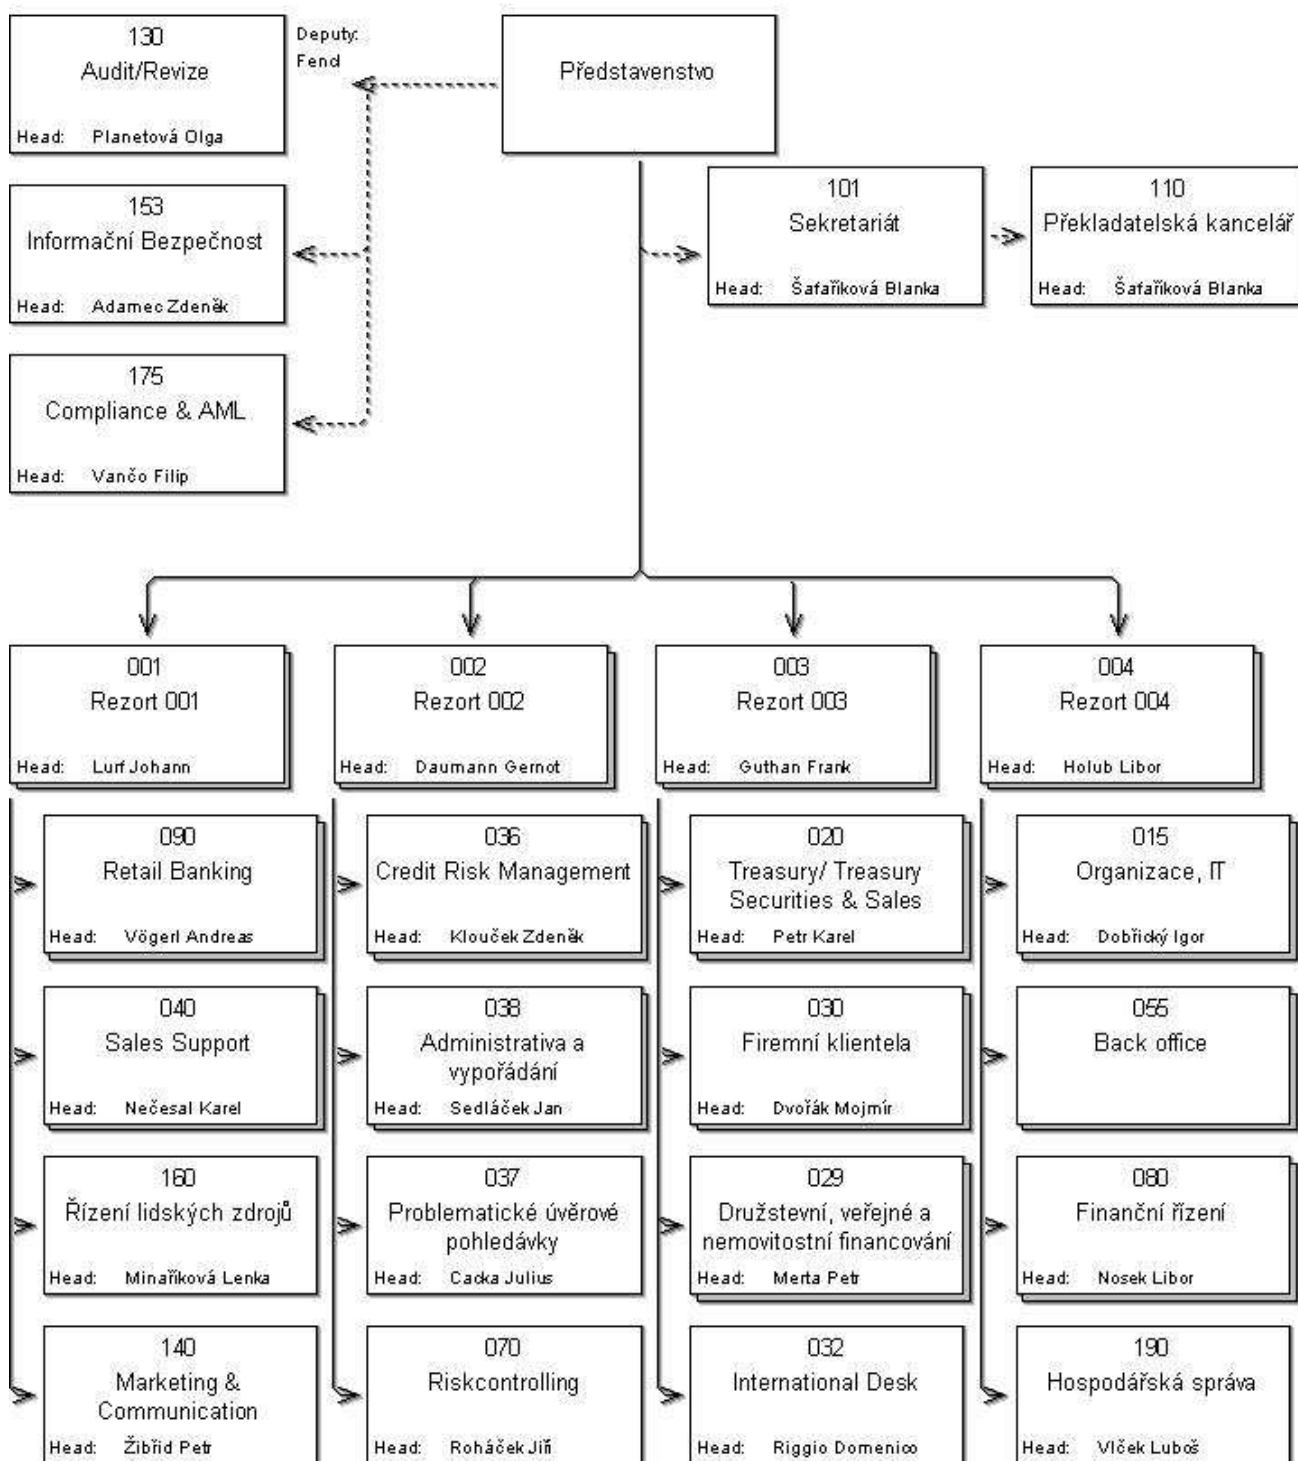 130
Audit/Revize
Head: Planetová Olga
Deputy:
Fencl
Představenstvo
153
Informační Bezpečnost
Head: Adamec Zdeněk
101
Sekretariát
Head: Šafaříková Blanka
110
Překladatelská kancelář
Head: Šafaříková Blanka
175
Compliance & AML
Head: Vančo Filip
001
Rezort 001
Head: Lurf Johann
002
Rezort 002
Head: Daumann Gernot
003
Rezort 003
Head: Guthan Frank
004
Rezort 004
Head: Holub Libor
090
Retail Banking
Head: Vögerl Andreas
036
Credit Risk Management
Head: Klouček Zdeněk
020
Treasury/ Treasury
Securities & Sales
Head: Petr Karel
015
Organizace, IT
Head: Dobřický Igor
040
Sales Support
Head: Nečesal Karel
038
Administrativa a
vypořádání
Head: Sedláček Jan
030
Firemní klientela
Head: Dvořák Mojmír
055
Back office
160
Řízení lidských zdrojů
Head: Minaříková Lenka
037
Problematické úvěrové
pohledávky
Head: Cacka Julius
029
Družstevní, veřejné a
nemovitostní financování
Head: Merta Petr
080
Finanční řízení
Head: Nosek Libor
140
Marketing &
Communication
Head: Žibřid Petr
070
Riskcontrolling
Head: Roháček Jiří
032
International Desk
Head: Riggio Domenico
190
Hospodářská správa
Head: Vlček Luboš